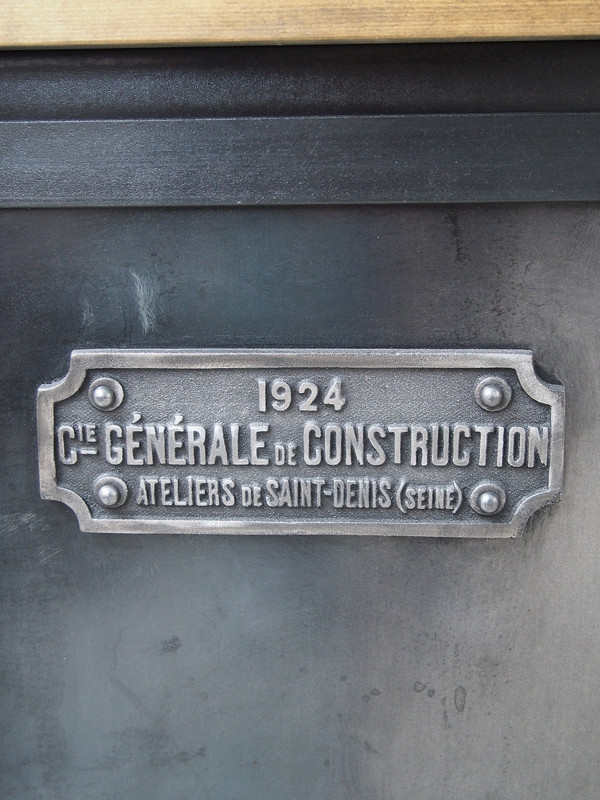 1924
CIE GÉNÉRALE DE CONSTRUCTION
ATELIERS DE SAINT-DENIS (SEINE)